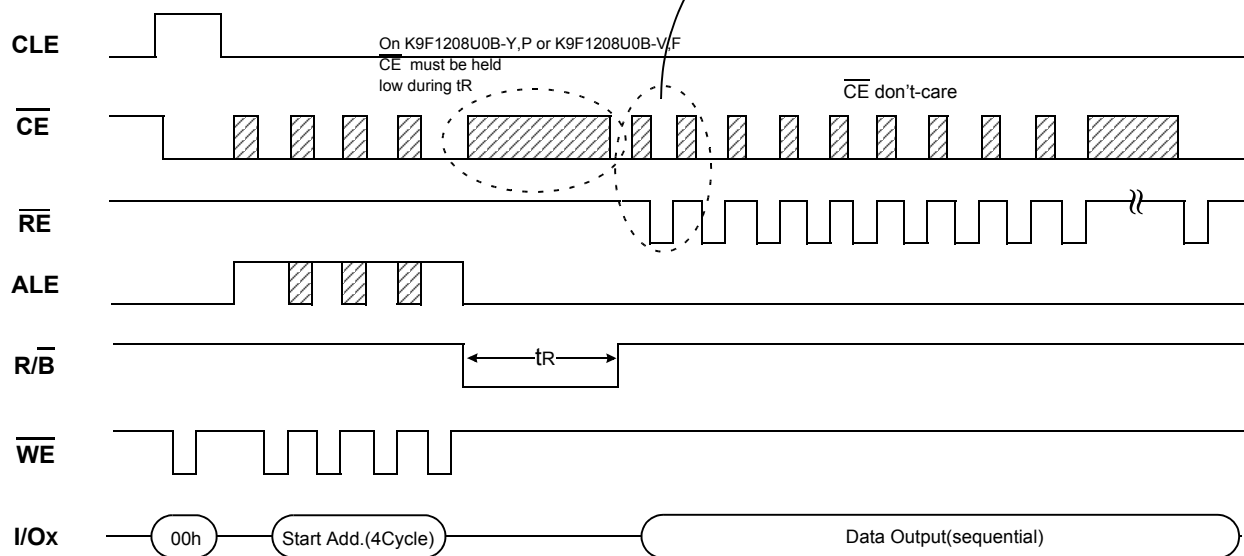 CLE
On K9F1208U0B-Y,P or K9F1208U0B-V,F
CE must be held
low during tR
CE don't-care
CE
RE
ALE
R/B
tR
WE
I/Ox
00h
Start Add.(4Cycle)
Data Output(sequential)